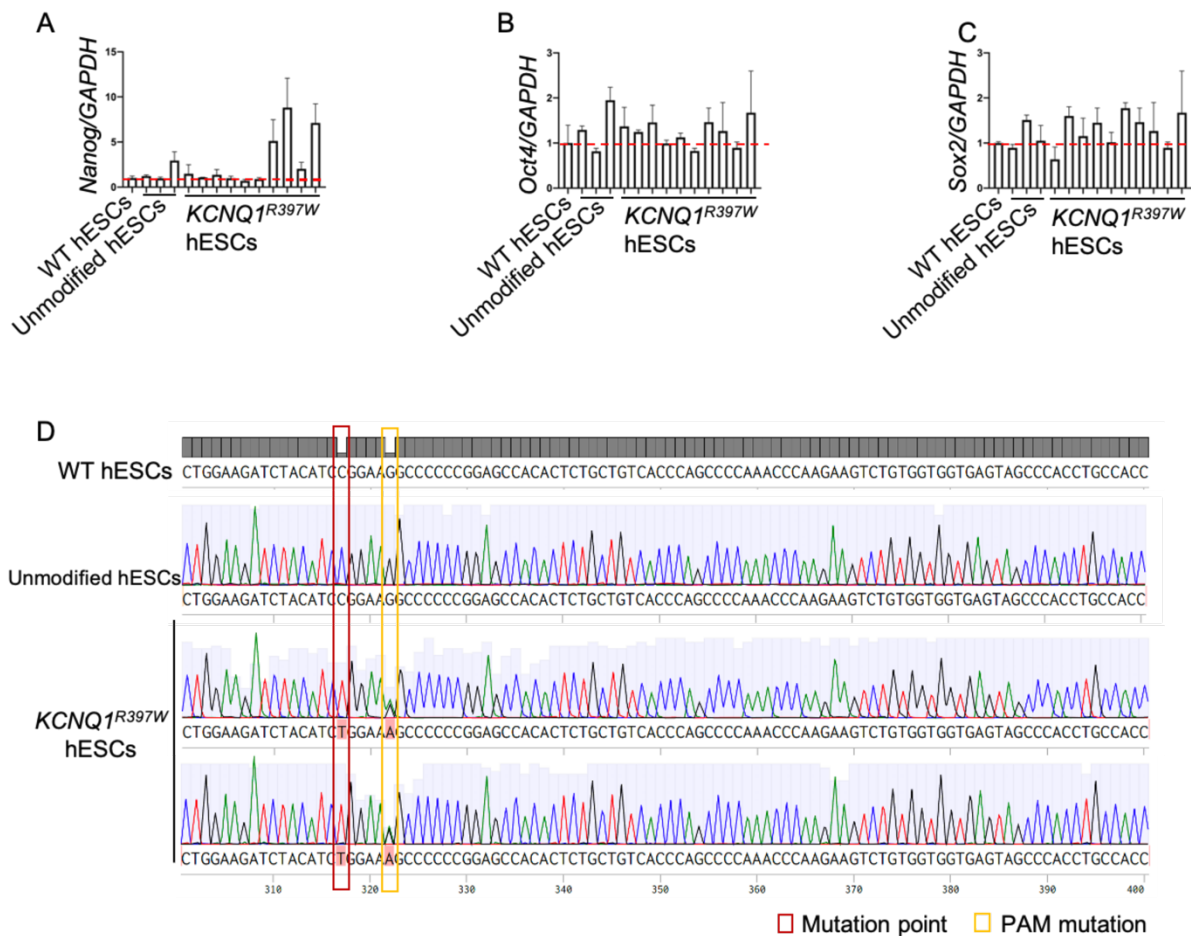 A
B
C
Nanog/GAPDH
15
10
5
0
WT hESCs
Unmodified hESCs
KCNQ1R397W
hESCs
Oct4/GAPDH
3
2
1
0
WT hESCs
Unmodified hESCs
KCNQ1R397W
hESCs
Sox2/GAPDH
3
2
1
0
WT hESCs
Unmodified hESCs
KCNQ1R397W
hESCs
D
WT hESCs
CTGGAAGATCTACATCCGGAAGGCCCCCCGGAGCCACACTCTGCTGTCACCCAGCCCCAAACCCAAGAAGTCTGTGGTGGTGAGTAGCCCACCTGCCACC
Unmodified hESCs
CTGGAAGATCTACATCCGGAAGGCCCCCCGGAGCCACACTCTGCTGTCACCCAGCCCCAAACCCAAGAAGTCTGTGGTGGTGAGTAGCCCACCTGCCACC
KCNQ1R397W
hESCs
CTGGAAGATCTACATCTGGAAAGCCCCCCGGAGCCACACTCTGCTGTCACCCAGCCCCAAACCCAAGAAGTCTGTGGTGGTGAGTAGCCCACCTGCCACC
CTGGAAGATCTACATCTGGAAAGCCCCCCGGAGCCACACTCTGCTGTCACCCAGCCCCAAACCCAAGAAGTCTGTGGTGGTGAGTAGCCCACCTGCCACC
310 320 330 340 350 360 370 380 390 400
Mutation point PAM mutation